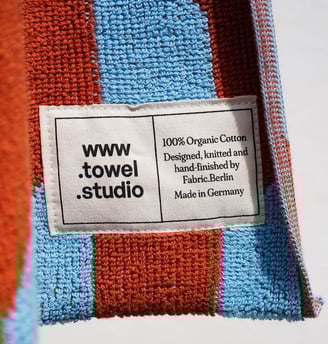 www
.towel
.studio
100% Organic Cotton
Designed, knitted and
hand-finished by
Fabric.Berlin
Made in Germany